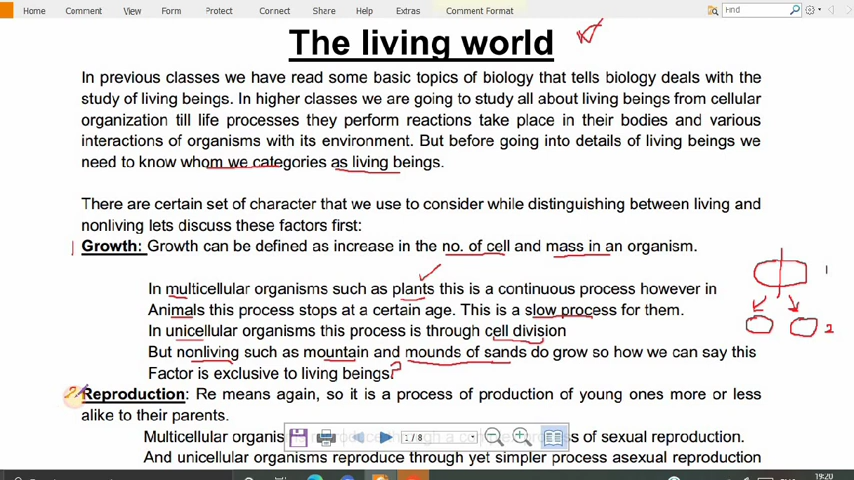 Home Comment View Form Protect Connect Share Help Extras Comment Format Find
The living world
In previous classes we have read some basic topics of biology that tells biology deals with the
study of living beings. In higher classes we are going to study all about living beings from cellular
organization till life processes they perform reactions take place in their bodies and various
interactions of organisms with its environment. But before going into details of living beings we
need to know whom we categories as living beings.
There are certain set of character that we use to consider while distinguishing between living and
nonliving lets discuss these factors first:
1 Growth: Growth can be defined as increase in the no. of cell and mass in an organism.
In multicellular organisms such as plants this is a continuous process however in
1
Animals this process stops at a certain age. This is a slow process for them.
In unicellular organisms this process is through cell division
2
But nonliving such as mountain and mounds of sands do grow so how we can say this
Factor is exclusive to living beings?
2 Reproduction: Re means again, so it is a process of production of young ones more or less
alike to their parents.
Multicellular organis of sexual reproduction.
1 / 8
And unicellular organisms reproduce through yet simpler process asexual reproduction
19:20